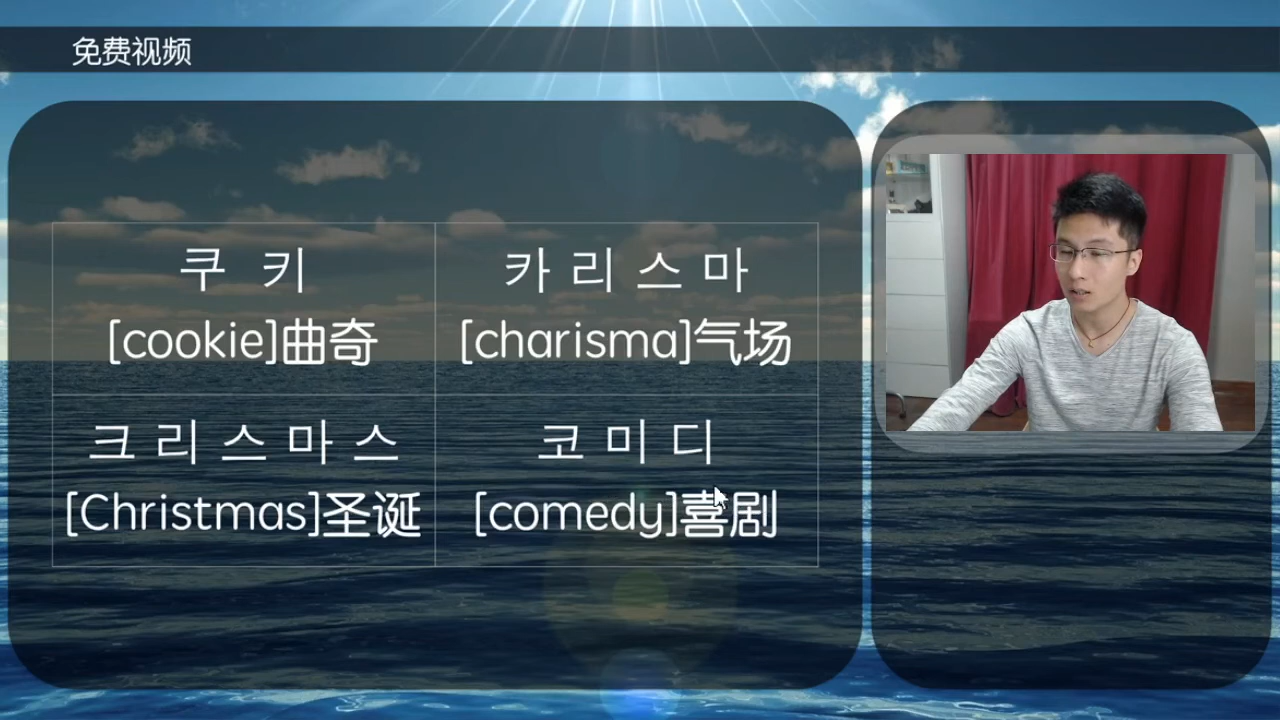 免费视频
쿠 키
[cookie]曲奇
카 리 스 마
[charisma]气场
크 리 스 마 스
[Christmas]圣诞
코 미 디
[comedy]喜剧